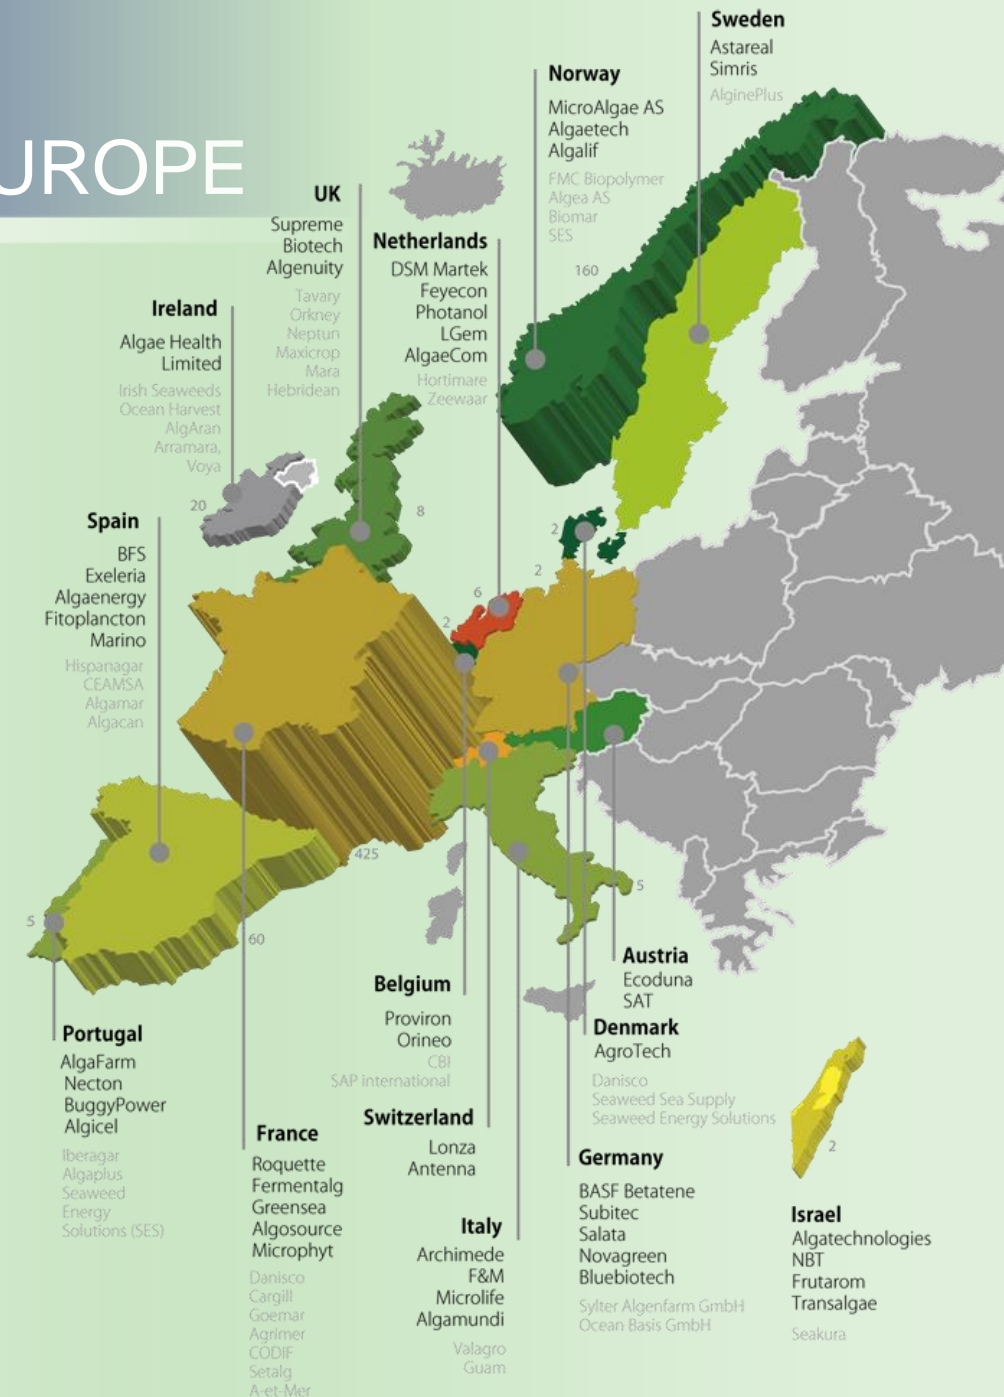 UROPE
Sweden
Astareal
Simris
AlginePlus
Norway
MicroAlgae AS
Algaetech
Algalif
FMC Biopolymer
Algea AS
Biomar
SES
160
UK
Supreme
Biotech
Algenuity
Tavary
Orkney
Neptun
Maxicrop
Mara
Hebridean
8
Netherlands
DSM Martek
Feyecon
Photanol
LGem
AlgaeCom
Hortimare
Zeewaar
6
Ireland
Algae Health
Limited
Irish Seaweeds
Ocean Harvest
AlgAran
Arramara,
Voya
20
Spain
BFS
Exeleria
Algaenergy
Fitoplancton
Marino
Hispanagar
CEAMSA
Algamar
Algacan
60
2
2
2
425
5
5
Portugal
AlgaFarm
Necton
BuggyPower
Algicel
Iberagar
Algaplus
Seaweed
Energy
Solutions (SES)
France
Roquette
Fermentalg
Greensea
Algosource
Microphyt
Danisco
Cargill
Goemar
Agrimer
CODIF
Setalg
A-et-Mer
Belgium
Proviron
Orineo
CBI
SAP international
Switzerland
Lonza
Antenna
Italy
Archimede
F&M
Microlife
Algamundi
Valagro
Guam
Austria
Ecoduna
SAT
Denmark
AgroTech
Danisco
Seaweed Sea Supply
Seaweed Energy Solutions
Germany
BASF Betatene
Subitec
Salata
Novagreen
Bluebiotech
Sylter Algenfarm GmbH
Ocean Basis GmbH
2
Israel
Algatechnologies
NBT
Frutarom
Transalgae
Seakura